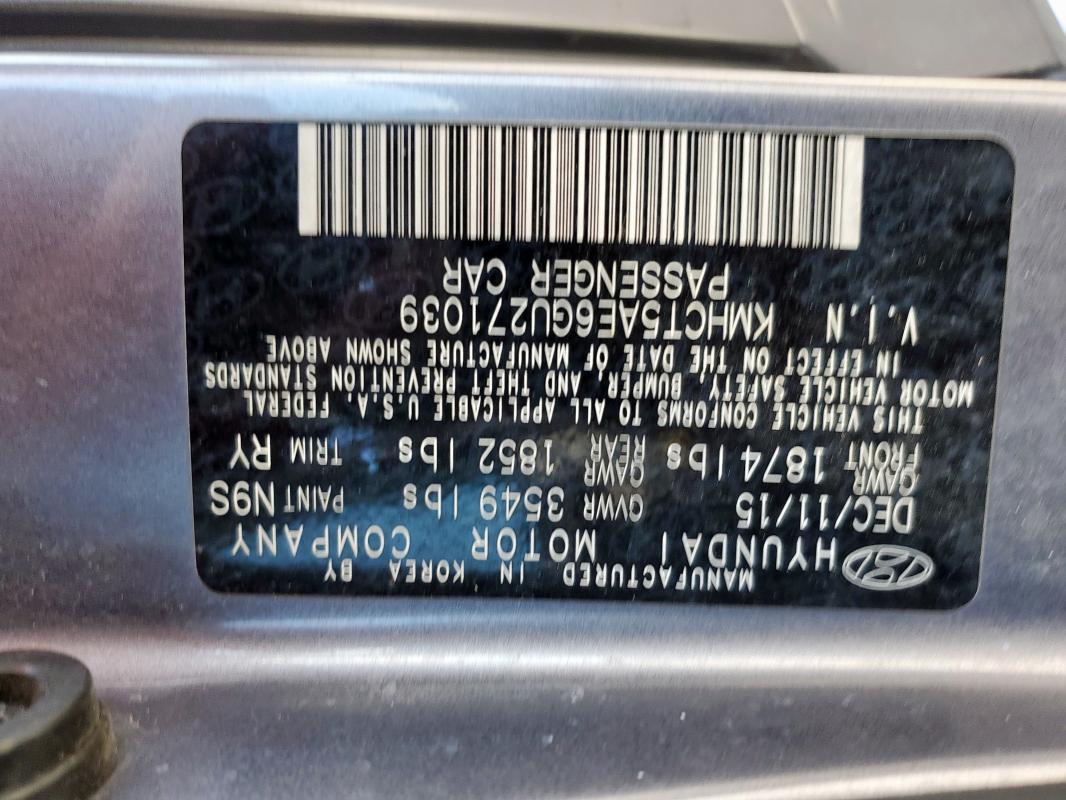 MANUFACTURED IN KOREA BY
HYUNDAI MOTOR COMPANY
DEC/11/15 GVWR 3549 lbs PAINT N9S
GAWR FRONT 1874 lbs GAWR REAR 1852 lbs TRIM RY
THIS VEHICLE CONFORMS TO ALL APPLICABLE U.S.A. FEDERAL
MOTOR VEHICLE SAFETY, BUMPER, AND THEFT PREVENTION STANDARDS
IN EFFECT ON THE DATE OF MANUFACTURE SHOWN ABOVE
V.I.N KMHCT5AE6GU271039
PASSENGER CAR